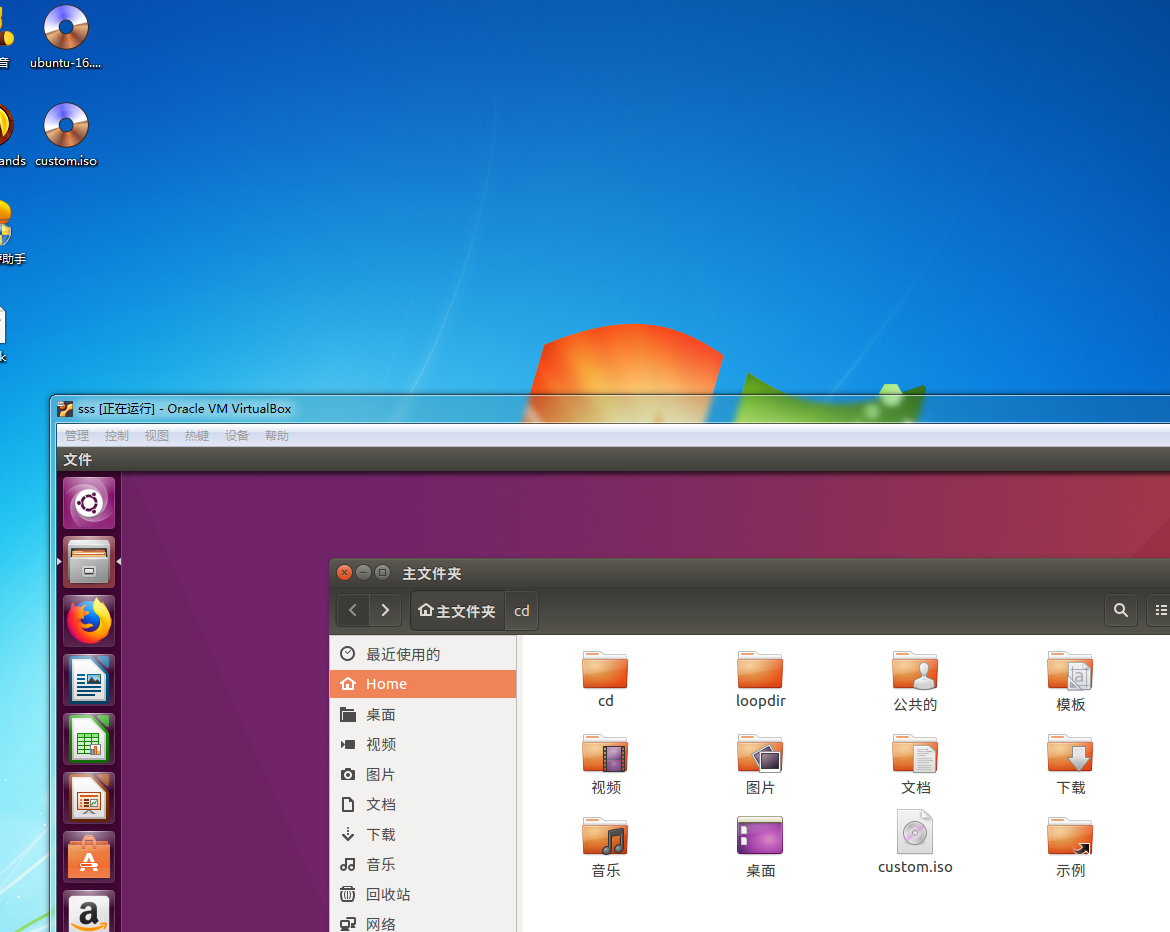 音
ubuntu-16....
ands
custom.iso
助手
k
sss [正在运行] - Oracle VM VirtualBox
管理 控制 视图 热键 设备 帮助
文件
主文件夹
主文件夹 cd
最近使用的
Home
桌面
视频
图片
文档
下载
音乐
回收站
网络
cd loopdir 公共的 模板
视频 图片 文档 下载
音乐 桌面 custom.iso 示例